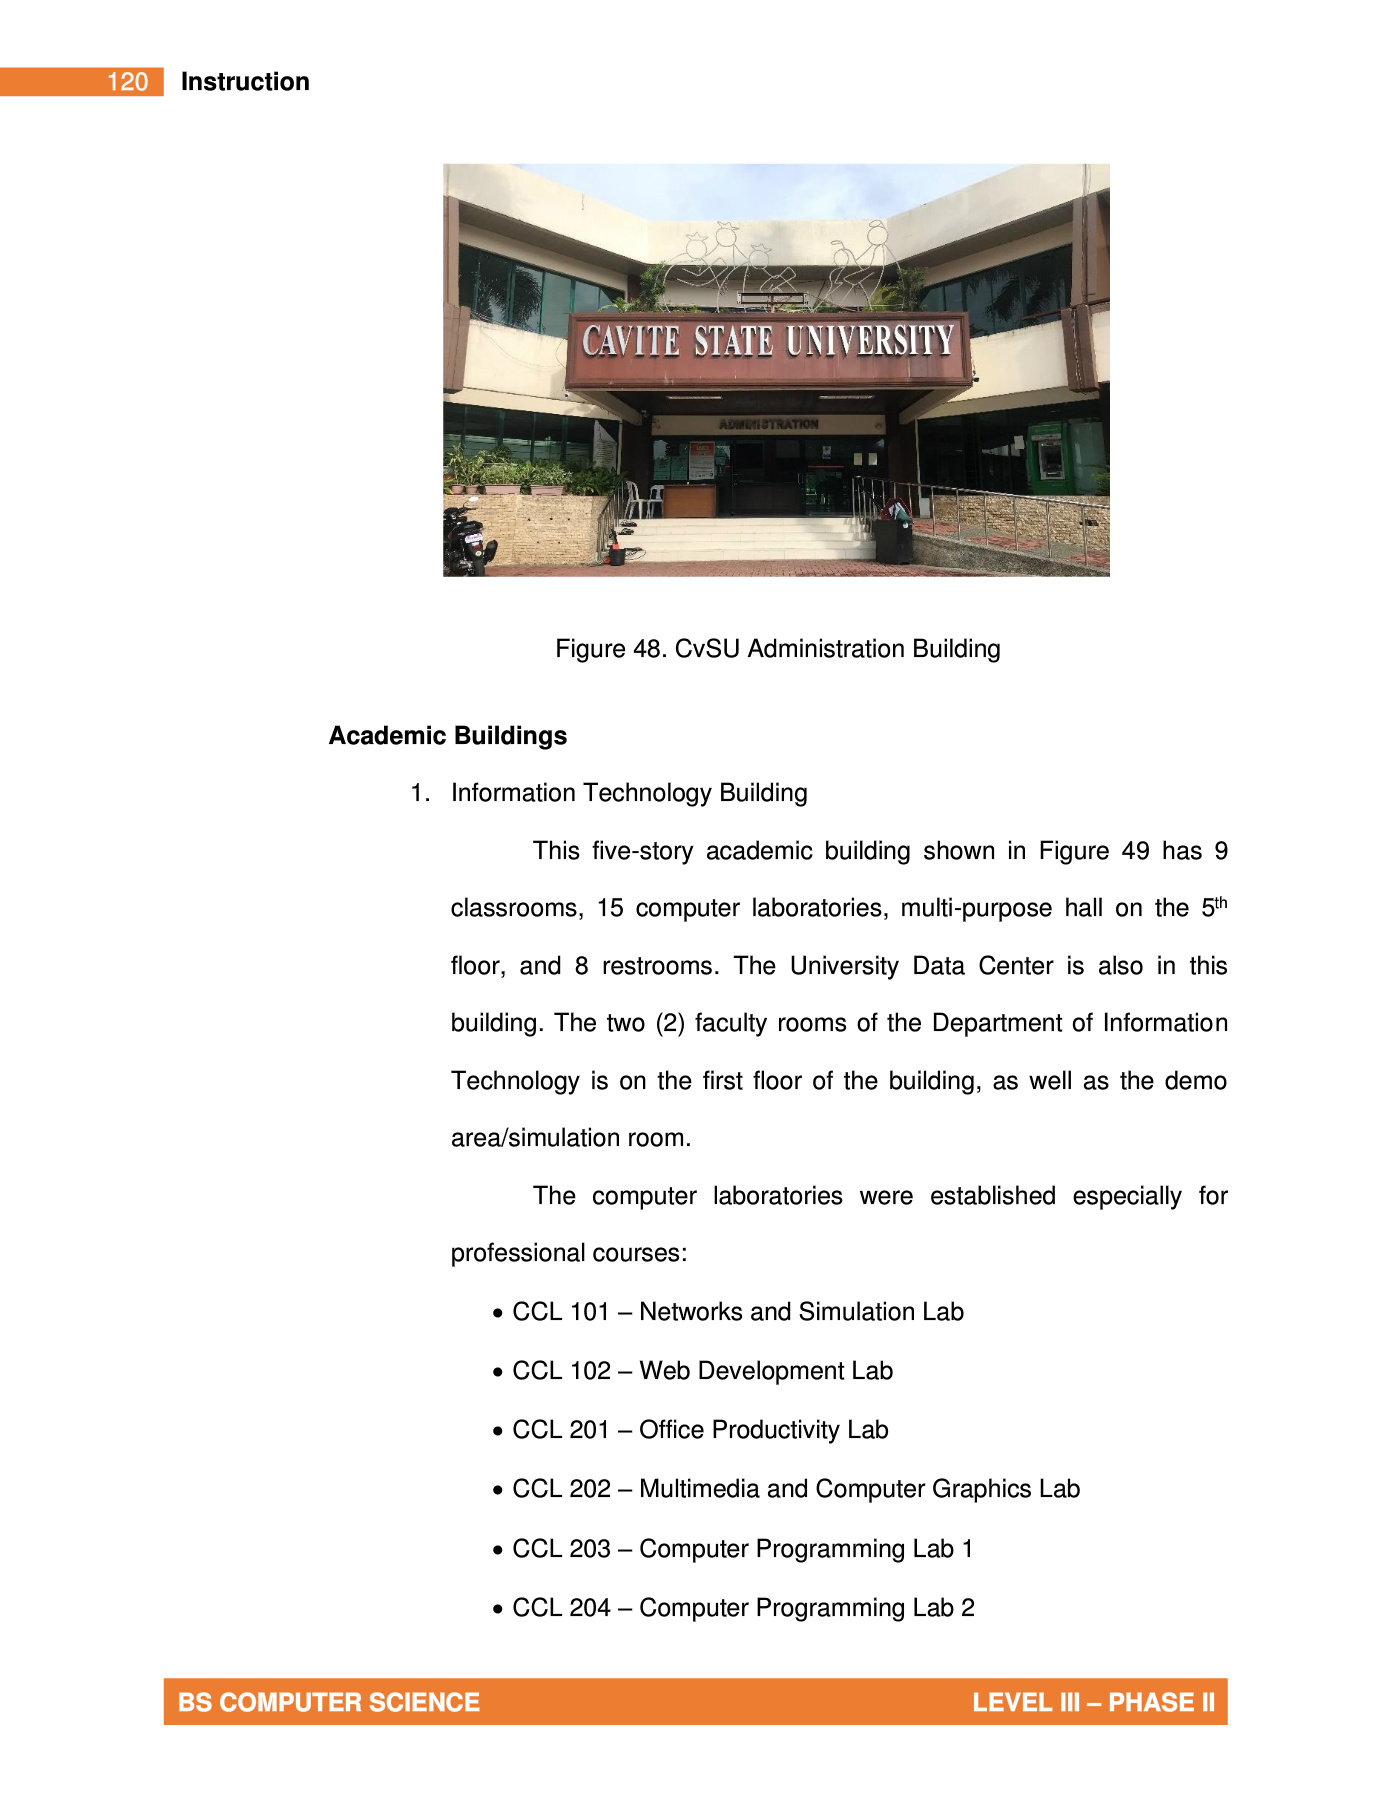 120 Instruction
CAVITE STATE UNIVERSITY
ADMINISTRATION
Figure 48. CvSU Administration Building
Academic Buildings
1. Information Technology Building
This five-story academic building shown in Figure 49 has 9
classrooms, 15 computer laboratories, multi-purpose hall on the 5th
floor, and 8 restrooms. The University Data Center is also in this
building. The two (2) faculty rooms of the Department of Information
Technology is on the first floor of the building, as well as the demo
area/simulation room.
The computer laboratories were established especially for
professional courses:
• CCL 101 – Networks and Simulation Lab
• CCL 102 – Web Development Lab
• CCL 201 – Office Productivity Lab
• CCL 202 – Multimedia and Computer Graphics Lab
• CCL 203 – Computer Programming Lab 1
• CCL 204 – Computer Programming Lab 2
BS COMPUTER SCIENCE LEVEL III – PHASE II